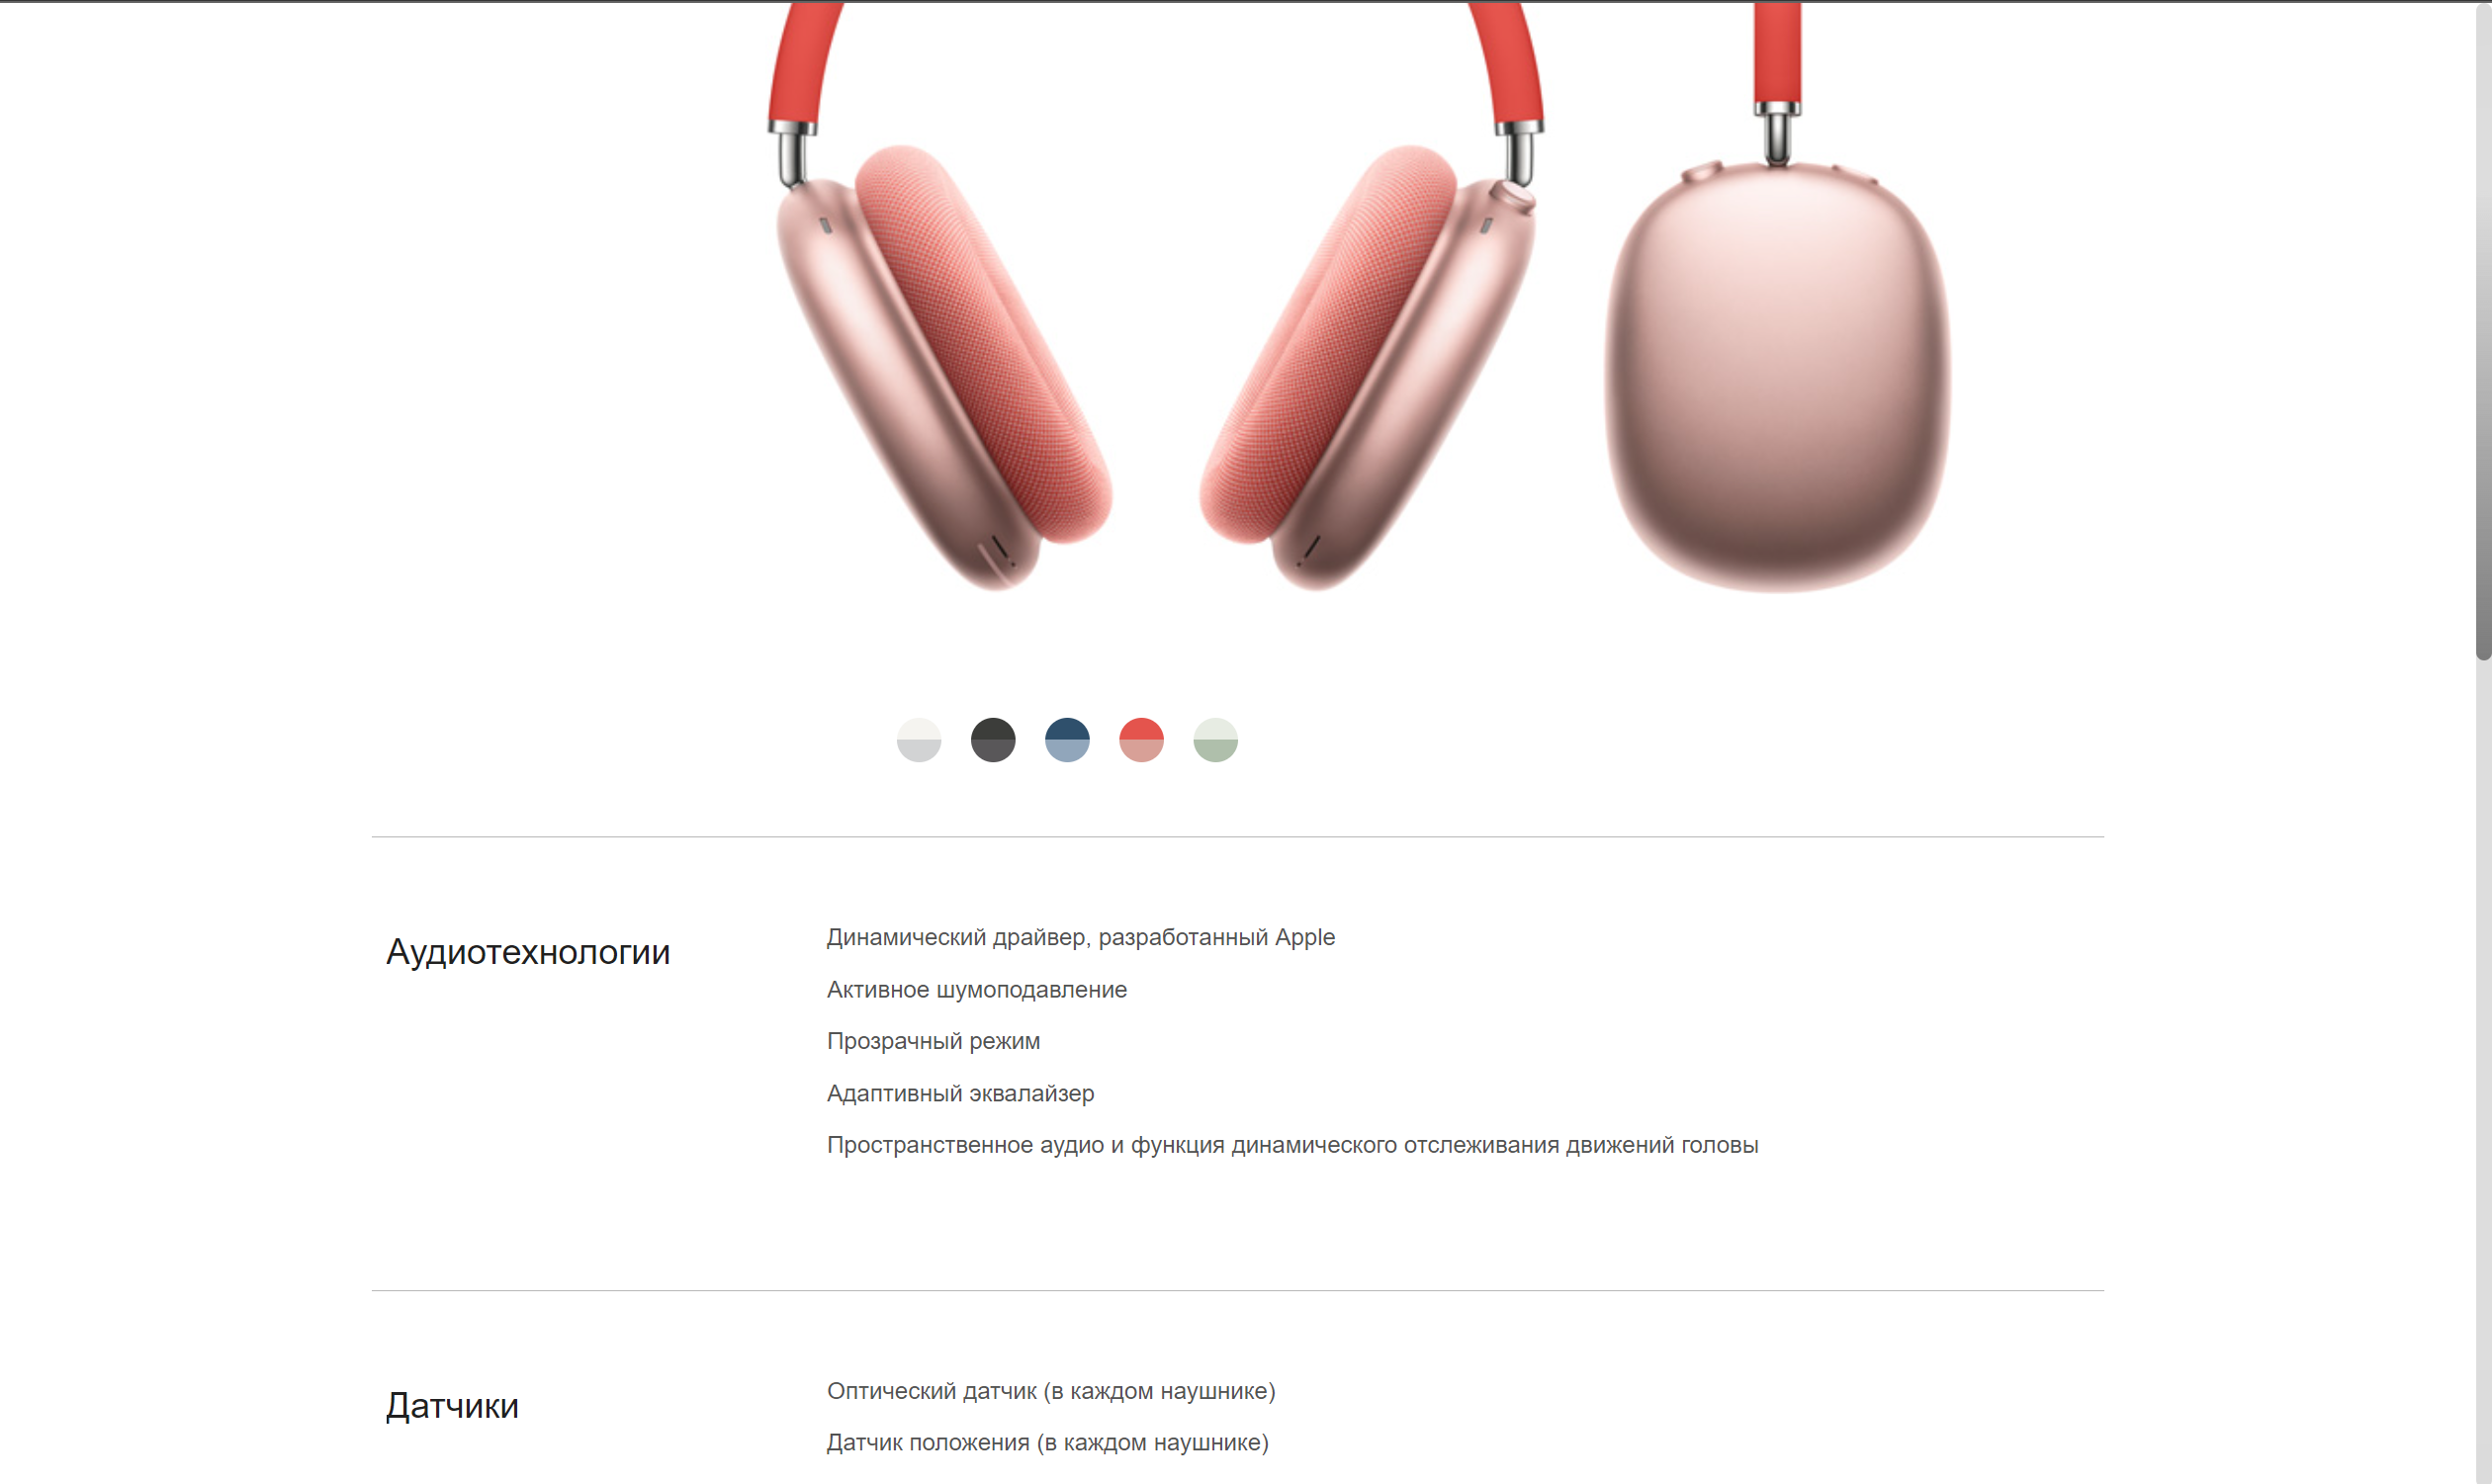 Аудиотехнологии
Динамический драйвер, разработанный Apple
Активное шумоподавление
Прозрачный режим
Адаптивный эквалайзер
Пространственное аудио и функция динамического отслеживания движений головы
Датчики
Оптический датчик (в каждом наушнике)
Датчик положения (в каждом наушнике)